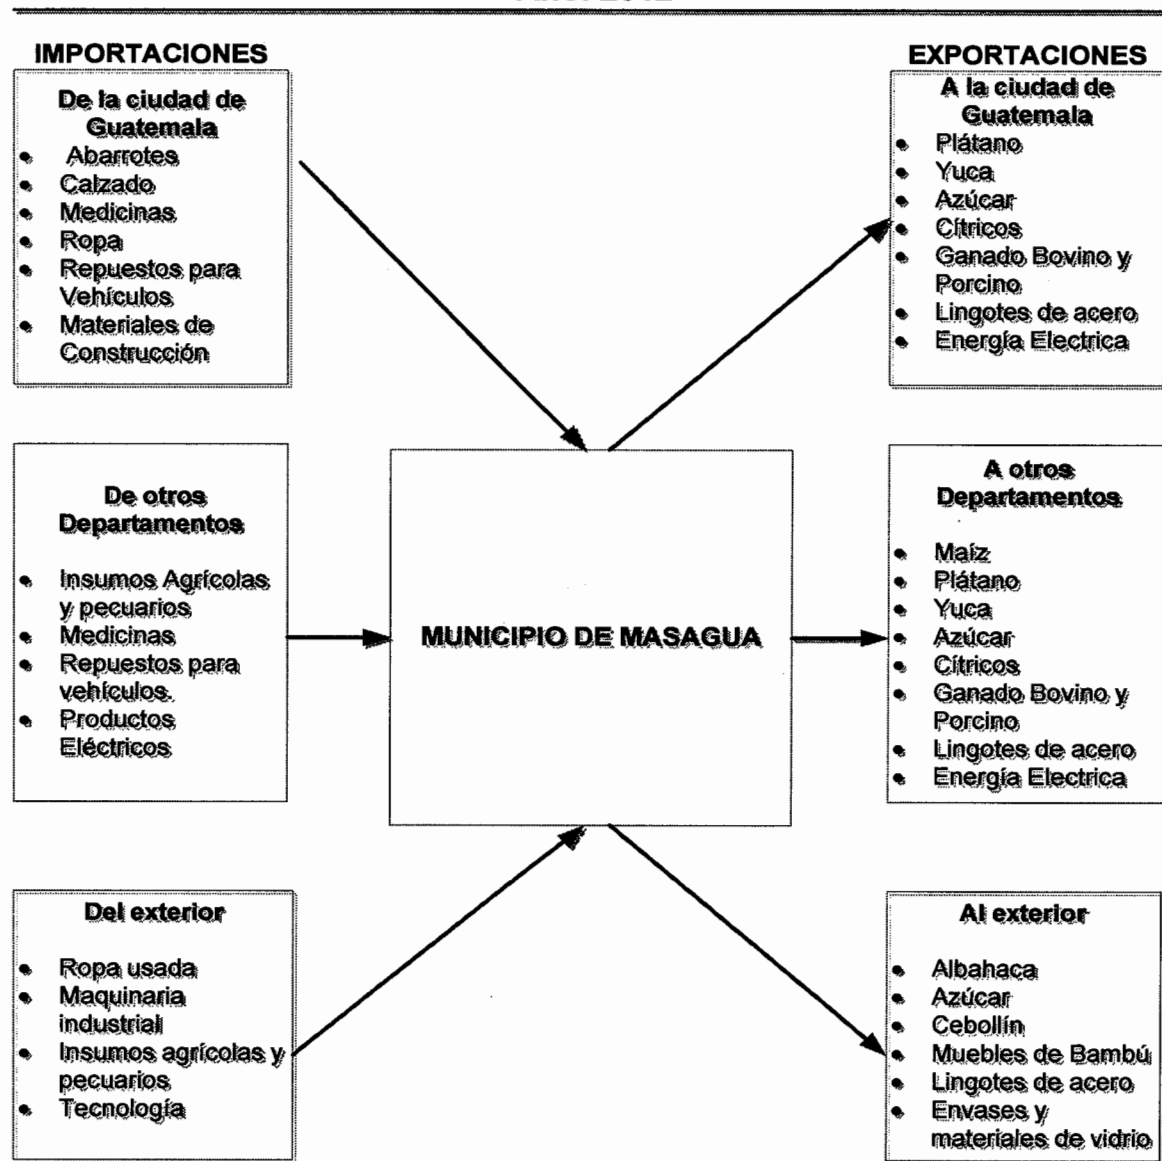 IMPORTACIONES
De la ciudad de
Guatemala
• Abarrotes
• Calzado
• Medicinas
• Ropa
• Repuestos para
Vehículos
• Materiales de
Construcción
De otros
Departamentos
• Insumos Agrícolas
y pecuarios
• Medicinas
• Repuestos para
vehículos.
• Productos
Eléctricos
Del exterior
• Ropa usada
• Maquinaria
industrial
• Insumos agrícolas y
pecuarios
• Tecnología
MUNICIPIO DE MASAGUA
EXPORTACIONES
A la ciudad de
Guatemala
• Plátano
• Yuca
• Azúcar
• Cítricos
• Ganado Bovino y
Porcino
• Lingotes de acero
• Energía Electrica
A otros
Departamentos
• Maíz
• Plátano
• Yuca
• Azúcar
• Cítricos
• Ganado Bovino y
Porcino
• Lingotes de acero
• Energía Electrica
Al exterior
• Albahaca
• Azúcar
• Cebollín
• Muebles de Bambú
• Lingotes de acero
• Envases y
materiales de vidrio